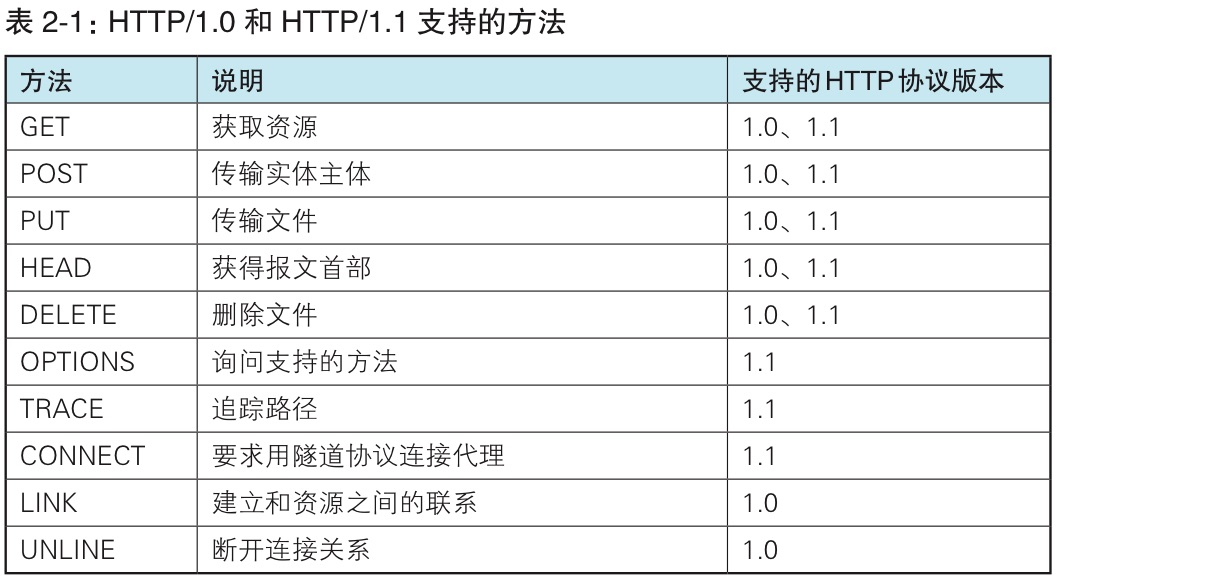 表 2-1：HTTP/1.0 和 HTTP/1.1 支持的方法
方法 说明 支持的HTTP协议版本
GET 获取资源 1.0、1.1
POST 传输实体主体 1.0、1.1
PUT 传输文件 1.0、1.1
HEAD 获得报文首部 1.0、1.1
DELETE 删除文件 1.0、1.1
OPTIONS 询问支持的方法 1.1
TRACE 追踪路径 1.1
CONNECT 要求用隧道协议连接代理 1.1
LINK 建立和资源之间的联系 1.0
UNLINE 断开连接关系 1.0